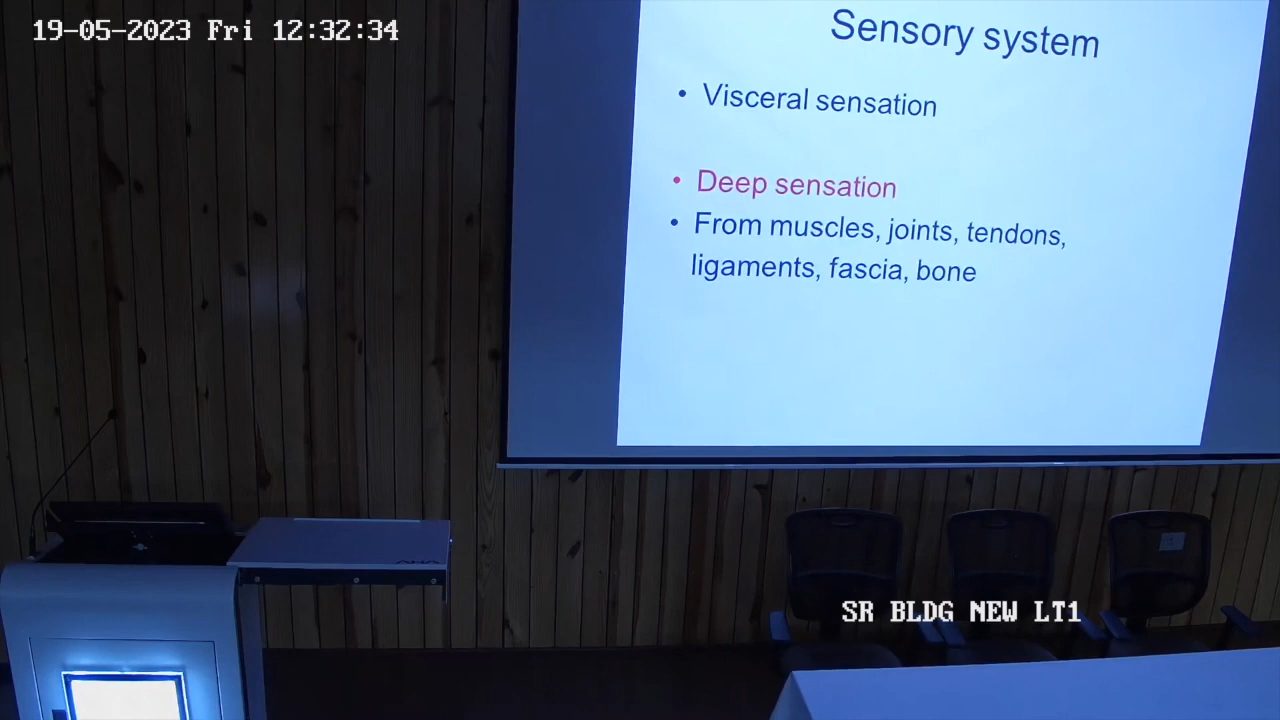 19-05-2023 Fri 12:32:34
Sensory system
• Visceral sensation
• Deep sensation
• From muscles, joints, tendons,
ligaments, fascia, bone
SR BLDG NEW LT1